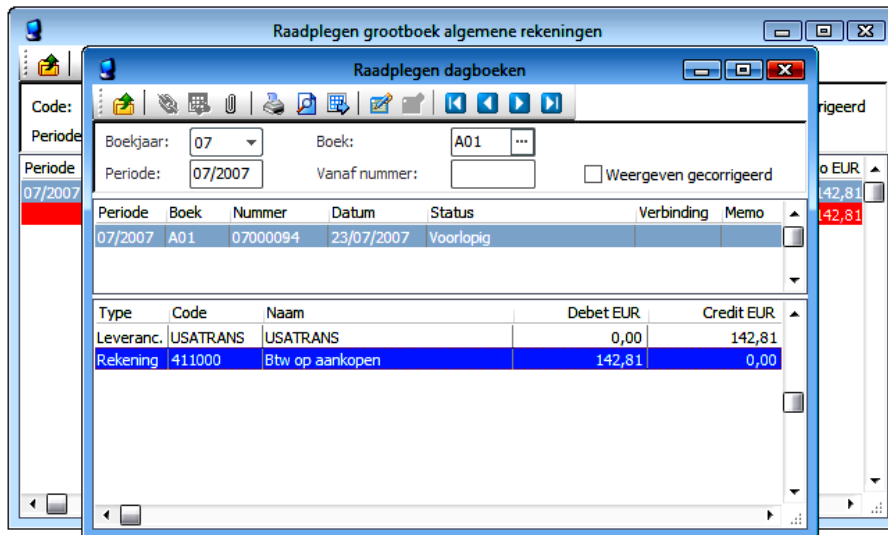 Raadplegen grootboek algemene rekeningen
Code:
rigeerd
Periode
Periode
o EUR
07/2007
142,81
142,81
Raadplegen dagboeken
Boekjaar: 07 Boek: A01 ...
Periode: 07/2007 Vanaf nummer: Weergeven gecorrigeerd
Periode Boek Nummer Datum Status Verbinding Memo
07/2007 A01 07000094 23/07/2007 Voorlopig
Type Code Naam Debet EUR Credit EUR
Leveranc. USATRANS USATRANS 0,00 142,81
Rekening 411000 Btw op aankopen 142,81 0,00